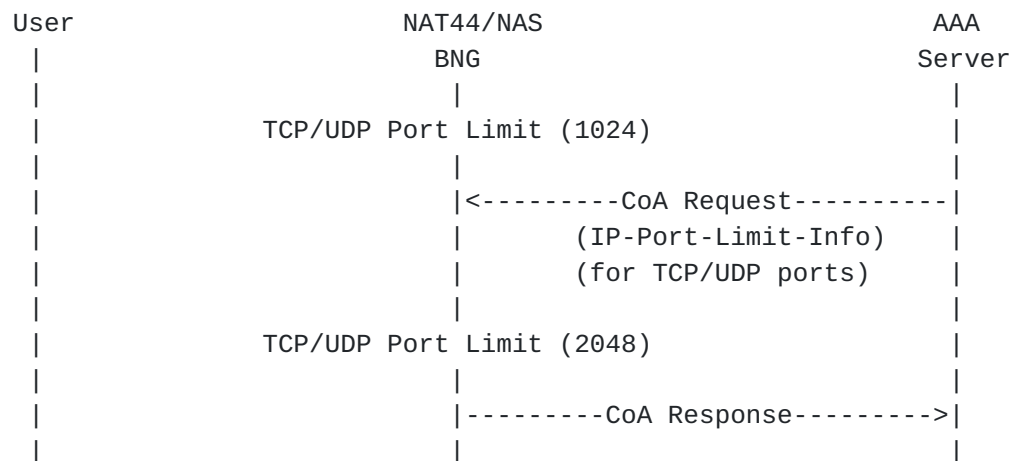 User                     NAT44/NAS                         AAA
 |                          BNG                            Server
 |                           |                               |
 |              TCP/UDP Port Limit (1024)                    |
 |                           |                               |
 |                           |<---------CoA Request----------|
 |                           |       (IP-Port-Limit-Info)    |
 |                           |       (for TCP/UDP ports)     |
 |                           |                               |
 |              TCP/UDP Port Limit (2048)                    |
 |                           |                               |
 |                           |---------CoA Response--------->|
 |                           |                               |